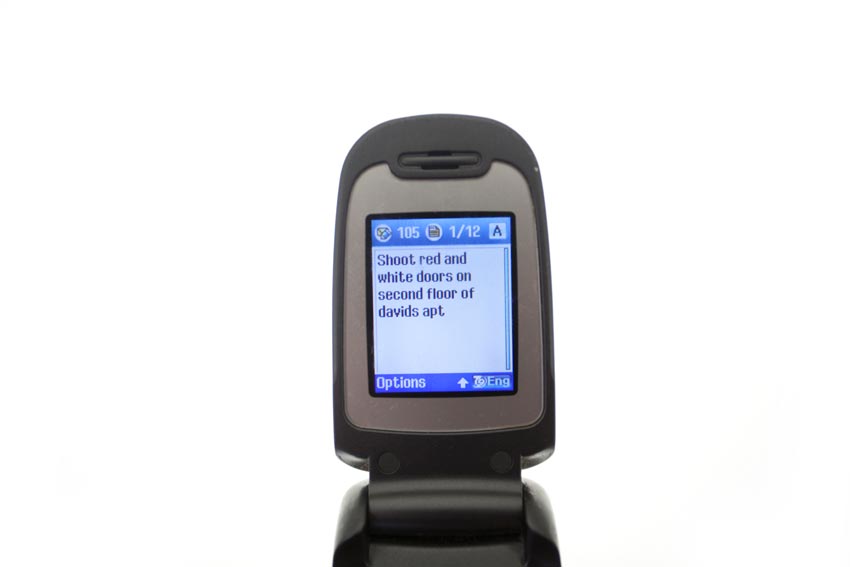 105 1/12 A
Shoot red and
white doors on
second floor of
davids apt
Options Eng